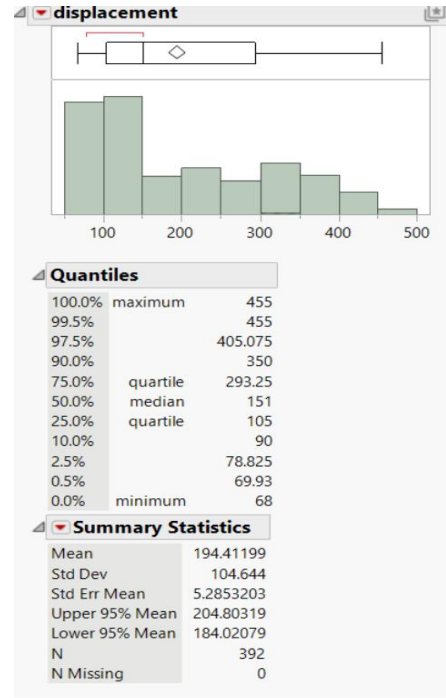 displacement
100 200 300 400 500
Quantiles
100.0% maximum 455
99.5% 455
97.5% 405.075
90.0% 350
75.0% quartile 293.25
50.0% median 151
25.0% quartile 105
10.0% 90
2.5% 78.825
0.5% 69.93
0.0% minimum 68
Summary Statistics
Mean 194.41199
Std Dev 104.644
Std Err Mean 5.2853203
Upper 95% Mean 204.80319
Lower 95% Mean 184.02079
N 392
N Missing 0